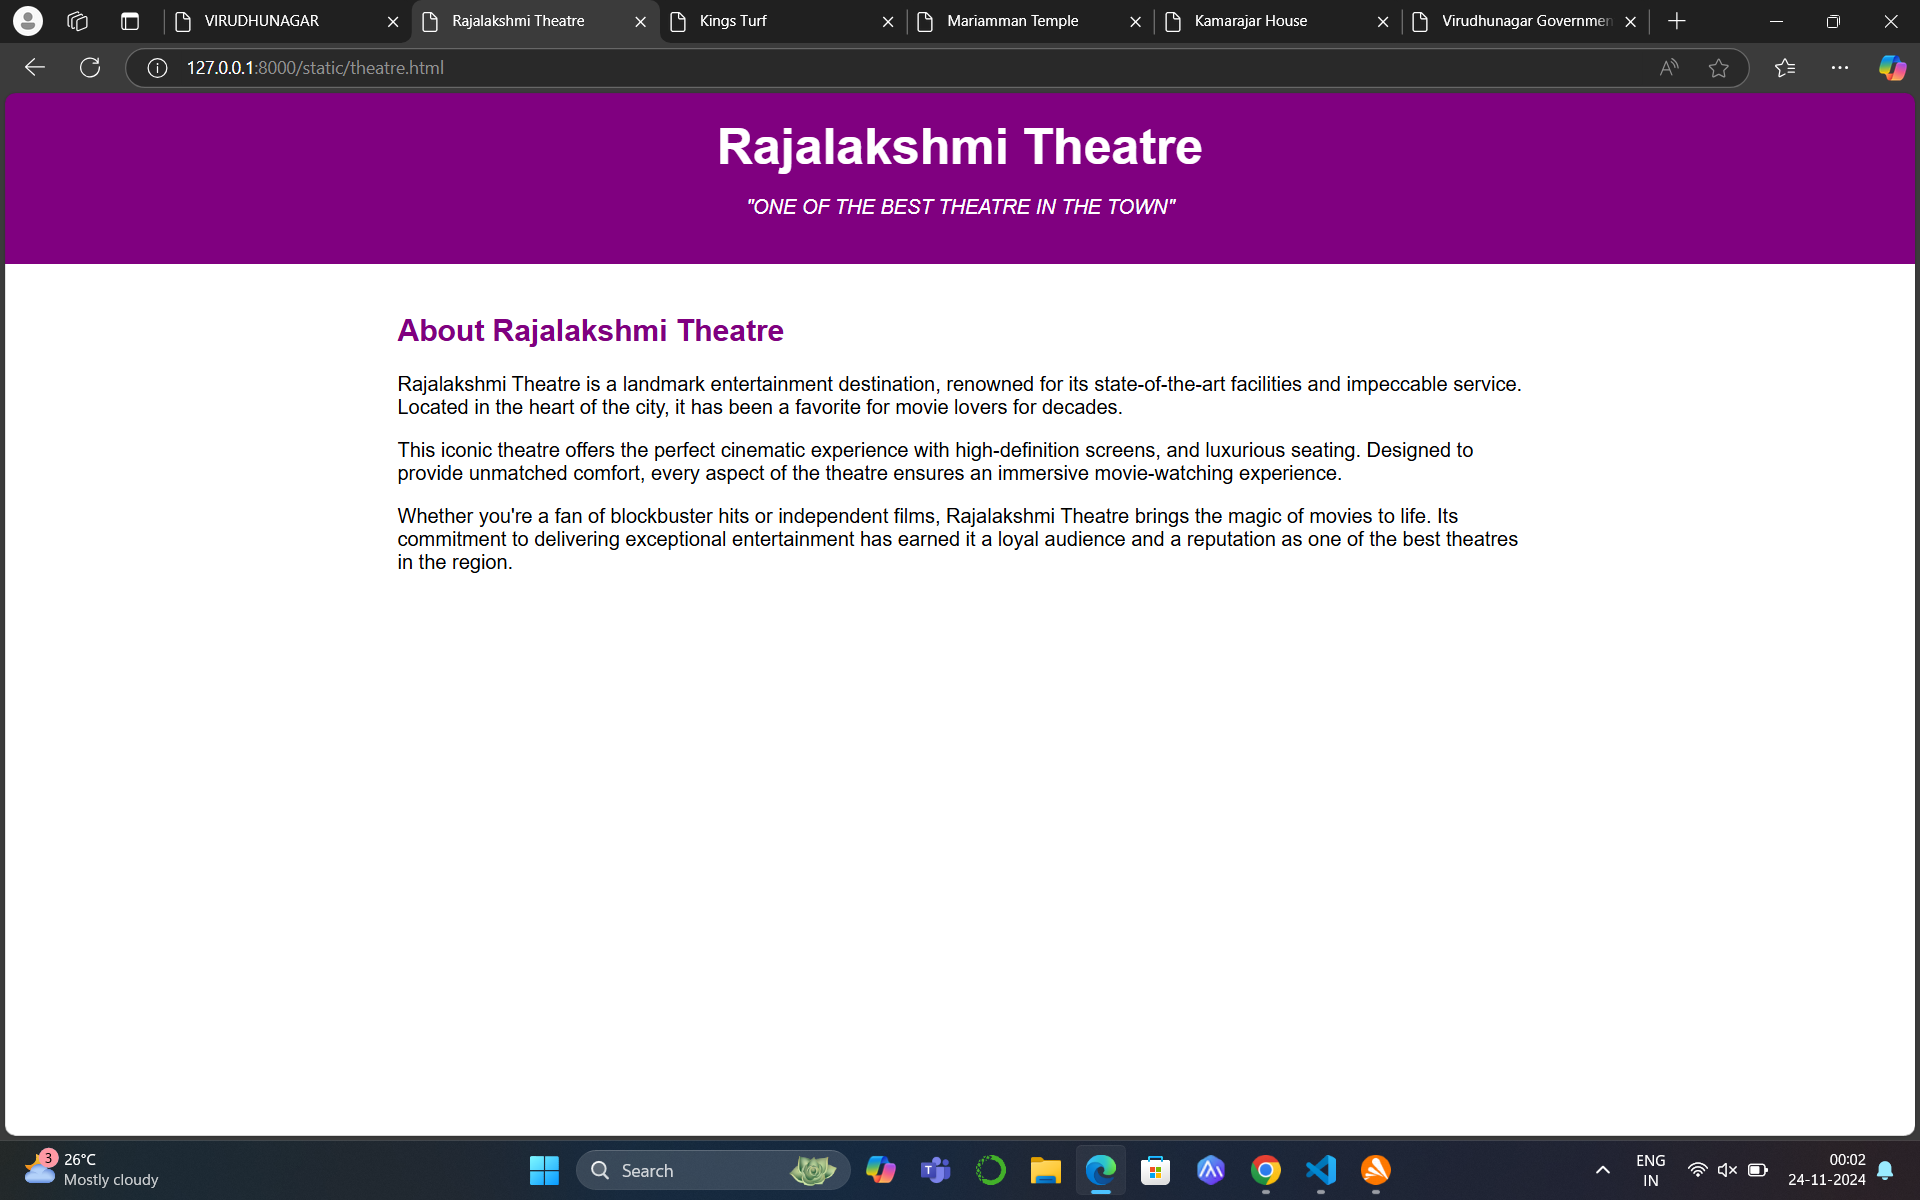 VIRUDHUNAGAR
Rajalakshmi Theatre
Kings Turf
Mariamman Temple
Kamarajar House
Virudhunagar Governmen
127.0.0.1:8000/static/theatre.html
Rajalakshmi Theatre
"ONE OF THE BEST THEATRE IN THE TOWN"
About Rajalakshmi Theatre
Rajalakshmi Theatre is a landmark entertainment destination, renowned for its state-of-the-art facilities and impeccable service.
Located in the heart of the city, it has been a favorite for movie lovers for decades.
This iconic theatre offers the perfect cinematic experience with high-definition screens, and luxurious seating. Designed to
provide unmatched comfort, every aspect of the theatre ensures an immersive movie-watching experience.
Whether you're a fan of blockbuster hits or independent films, Rajalakshmi Theatre brings the magic of movies to life. Its
commitment to delivering exceptional entertainment has earned it a loyal audience and a reputation as one of the best theatres
in the region.
3
26°C
Mostly cloudy
Search
ENG
IN
00:02
24-11-2024